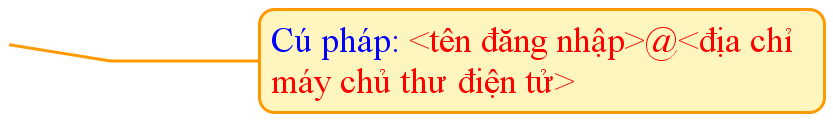 Cú pháp: <tên đăng nhập>@<địa chỉ
máy chủ thư điện tử>